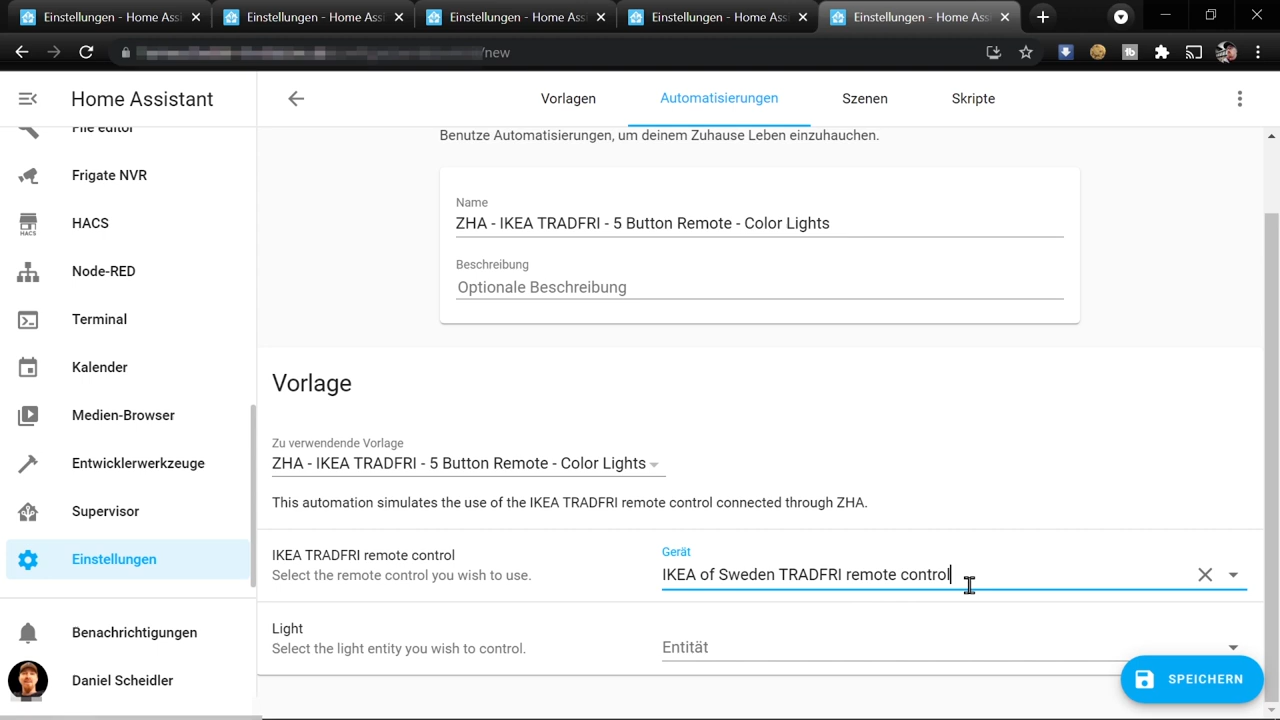 Einstellungen - Home Assi
Einstellungen - Home Ass
Einstellungen - Home Ass
Einstellungen - Home Ass
Einstellungen - Home Ass
/new
Home Assistant
Vorlagen
Automatisierungen
Szenen
Skripte
File editor
Frigate NVR
HACS
HACS
Node-RED
Terminal
Kalender
Medien-Browser
Entwicklerwerkzeuge
Supervisor
Einstellungen
Benachrichtigungen
Daniel Scheidler
Benutze Automatisierungen, um deinem Zuhause Leben einzuhauchen.
Name
ZHA - IKEA TRADFRI - 5 Button Remote - Color Lights
Beschreibung
Optionale Beschreibung
Vorlage
Zu verwendende Vorlage
ZHA - IKEA TRADFRI - 5 Button Remote - Color Lights
This automation simulates the use of the IKEA TRADFRI remote control connected through ZHA.
IKEA TRADFRI remote control
Select the remote control you wish to use.
Gerät
IKEA of Sweden TRADFRI remote control
Light
Select the light entity you wish to control.
Entität
SPEICHERN